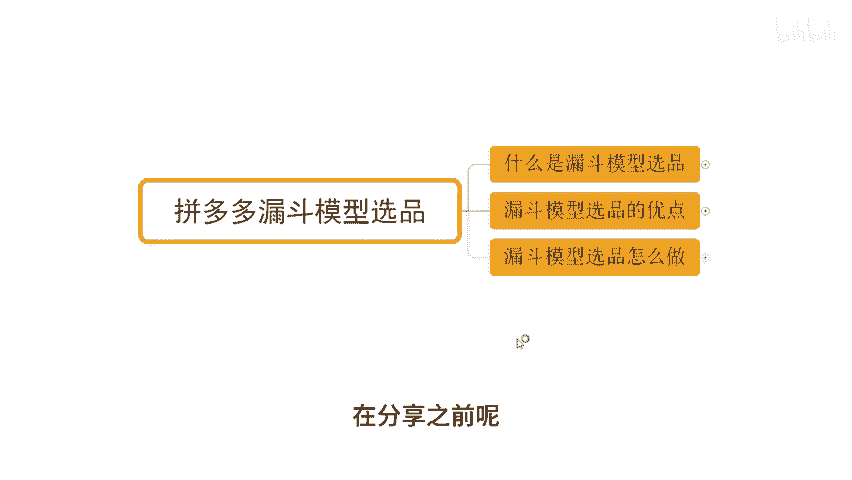 bilibili
什么是漏斗模型选品
拼多多漏斗模型选品
漏斗模型选品的优点
漏斗模型选品怎么做
在分享之前呢